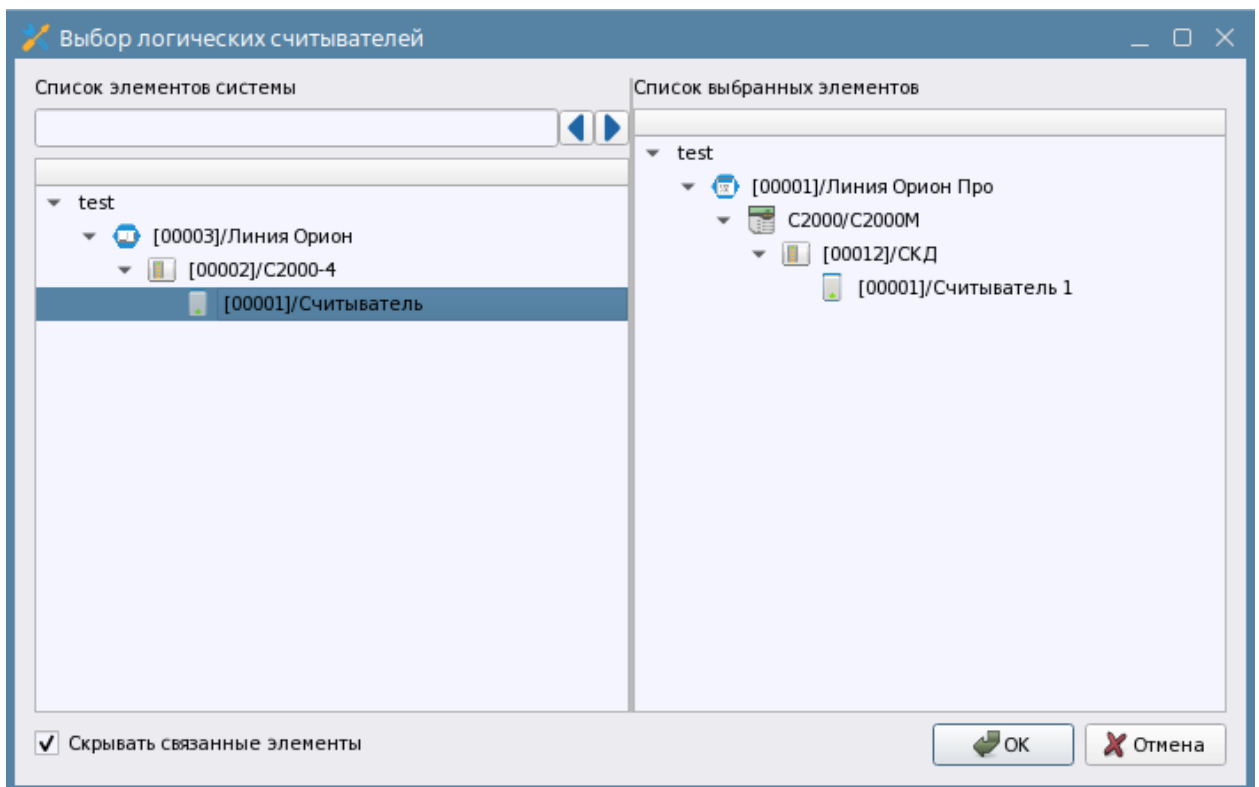 Выбор логических считывателей
Список элементов системы
test
[00003]/Линия Орион
[00002]/С2000-4
[00001]/Считыватель
Список выбранных элементов
test
[00001]/Линия Орион Про
С2000/С2000М
[00012]/СКД
[00001]/Считыватель 1
Скрывать связанные элементы
ОК
Отмена